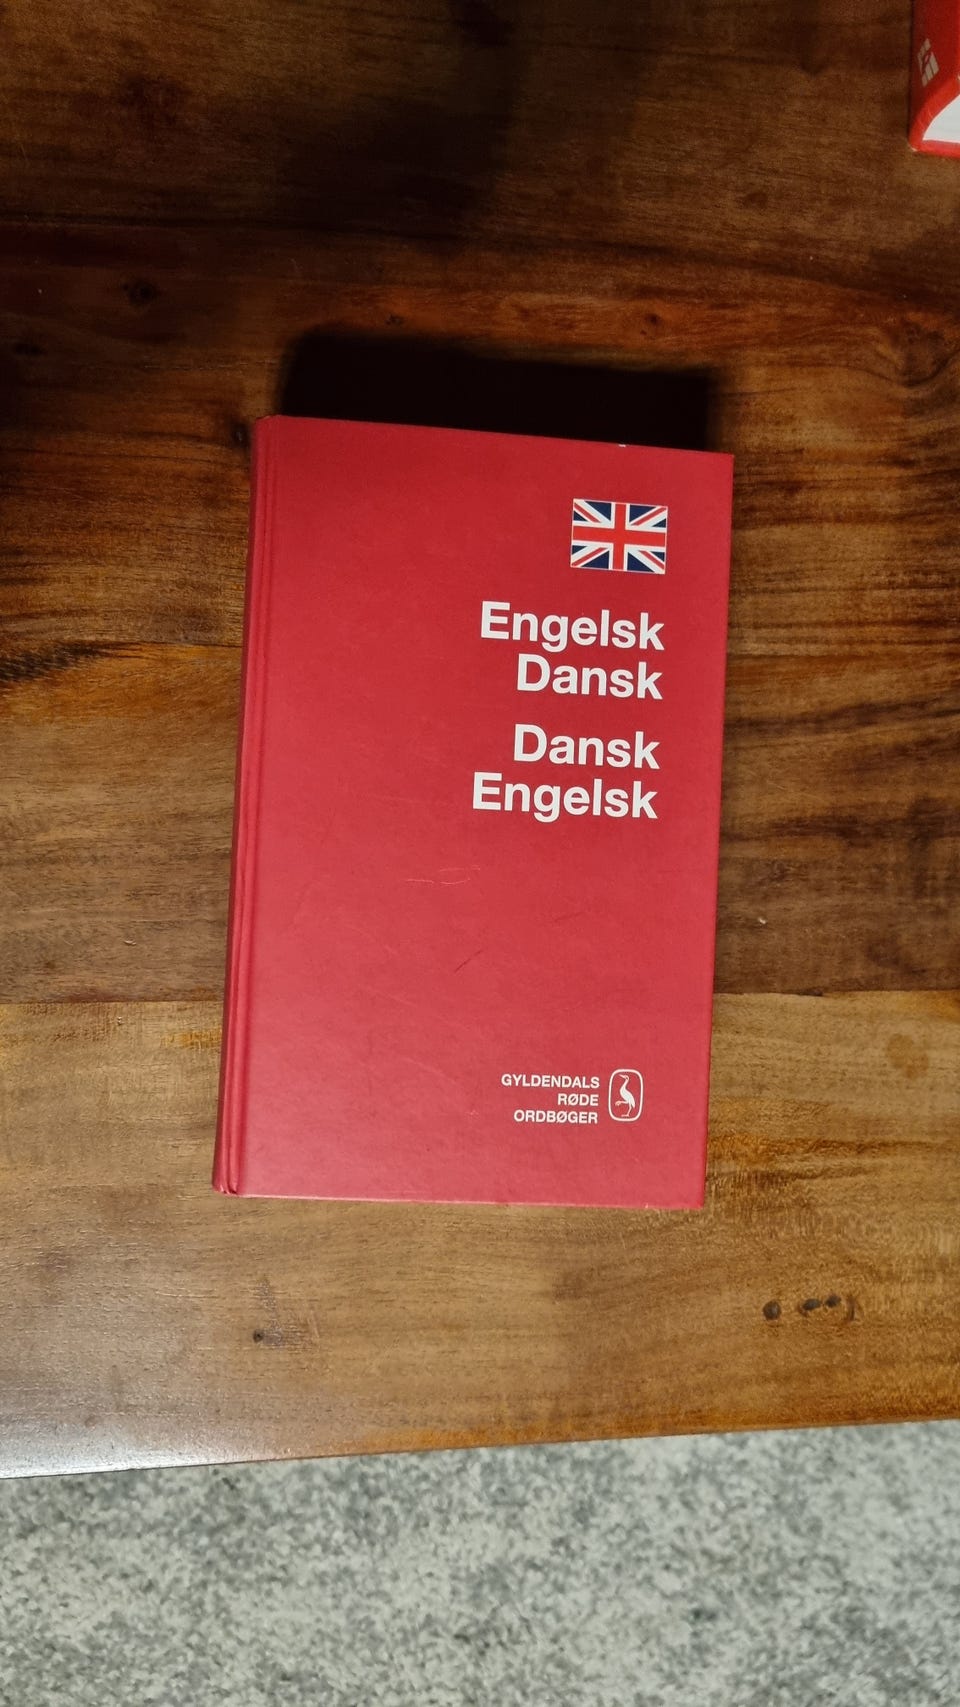 Engelsk
Dansk
Dansk
Engelsk
GYLDENDALS
RØDE
ORDBØGER